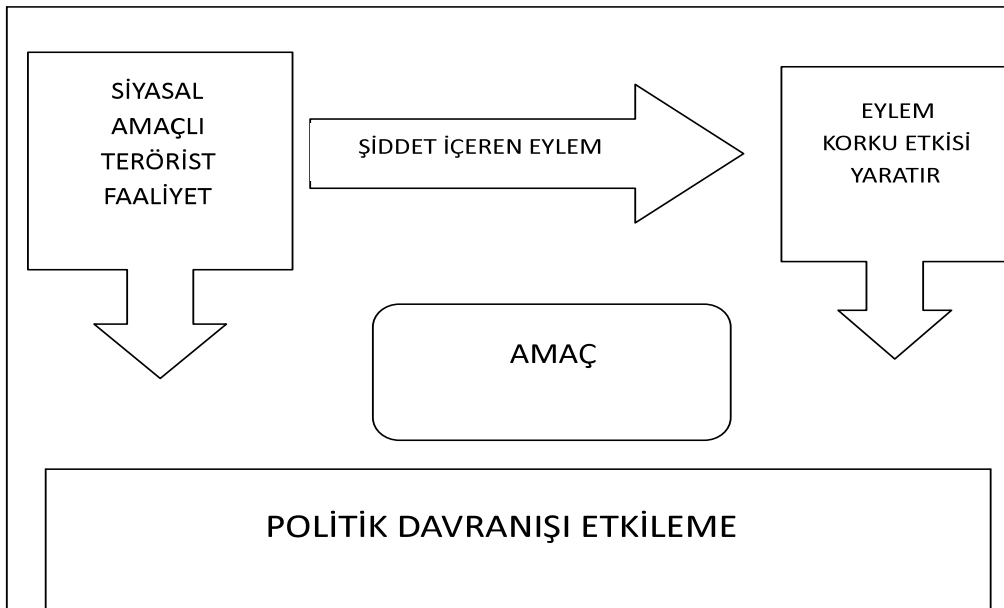 SİYASAL
AMAÇLI
TERÖRİST
FAALİYET
ŞİDDET İÇEREN EYLEM
EYLEM
KORKU ETKİSİ
YARATIR
AMAÇ
POLİTİK DAVRANIŞI ETKİLEME